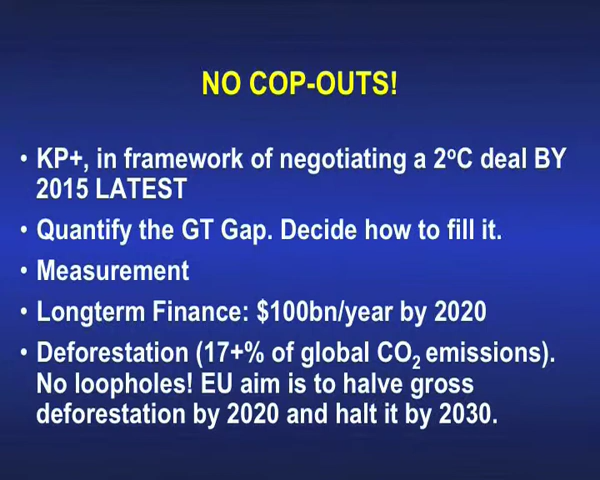 NO COP-OUTS!
• KP+, in framework of negotiating a 2ºC deal BY
2015 LATEST
• Quantify the GT Gap. Decide how to fill it.
• Measurement
• Longterm Finance: $100bn/year by 2020
• Deforestation (17+% of global CO₂ emissions).
No loopholes! EU aim is to halve gross
deforestation by 2020 and halt it by 2030.